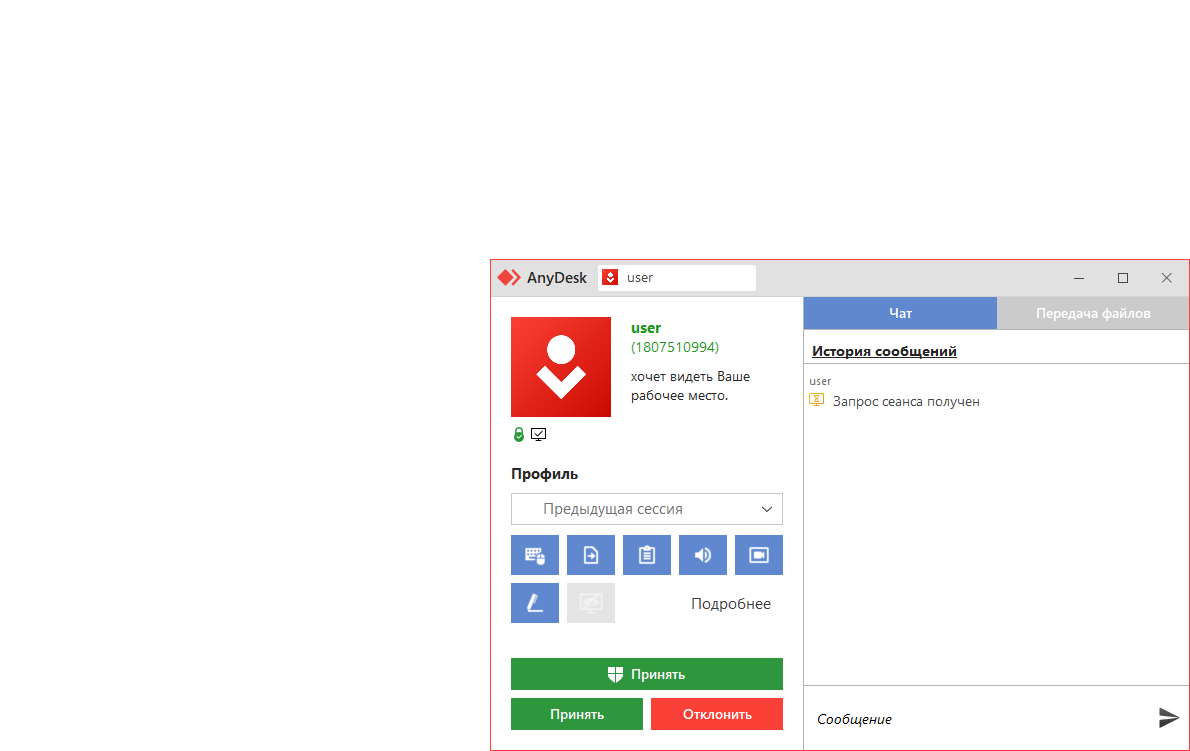 AnyDesk
user
user
(1807510994)
хочет видеть Ваше
рабочее место.
Профиль
Предыдущая сессия
Подробнее
Принять
Принять
Отклонить
Чат
Передача файлов
История сообщений
user
Запрос сеанса получен
Сообщение